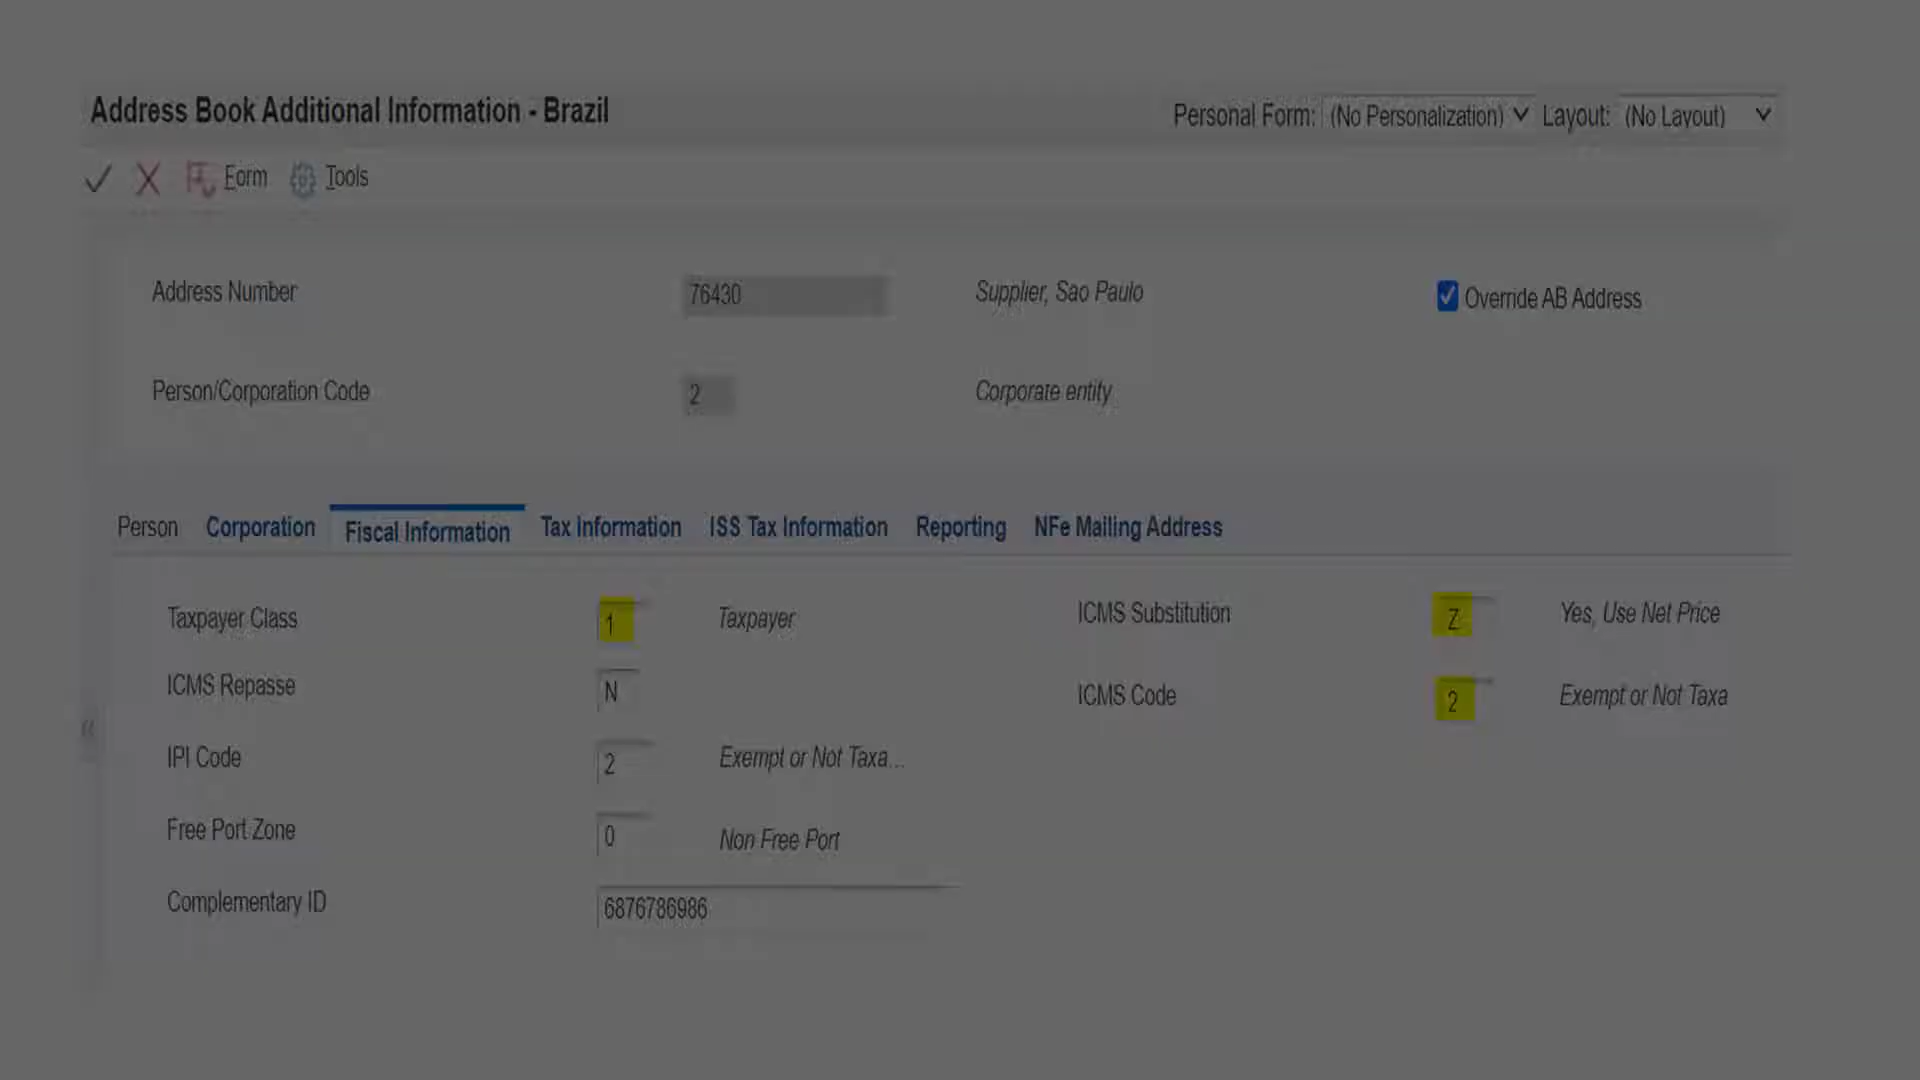 Address Book Additional Information - Brazil
Personal Form: (No Personalization) Layout: (No Layout)
Form Tools
Address Number 76430 Supplier, Sao Paulo Override AB Address
Person/Corporation Code 2 Corporate entity
Person Corporation Fiscal Information Tax Information ISS Tax Information Reporting NFe Mailing Address
Taxpayer Class 1 Taxpayer ICMS Substitution Z Yes, Use Net Price
ICMS Repasse N ICMS Code 2 Exempt or Not Taxa
IPI Code 2 Exempt or Not Taxa...
Free Port Zone 0 Non Free Port
Complementary ID 6876786986